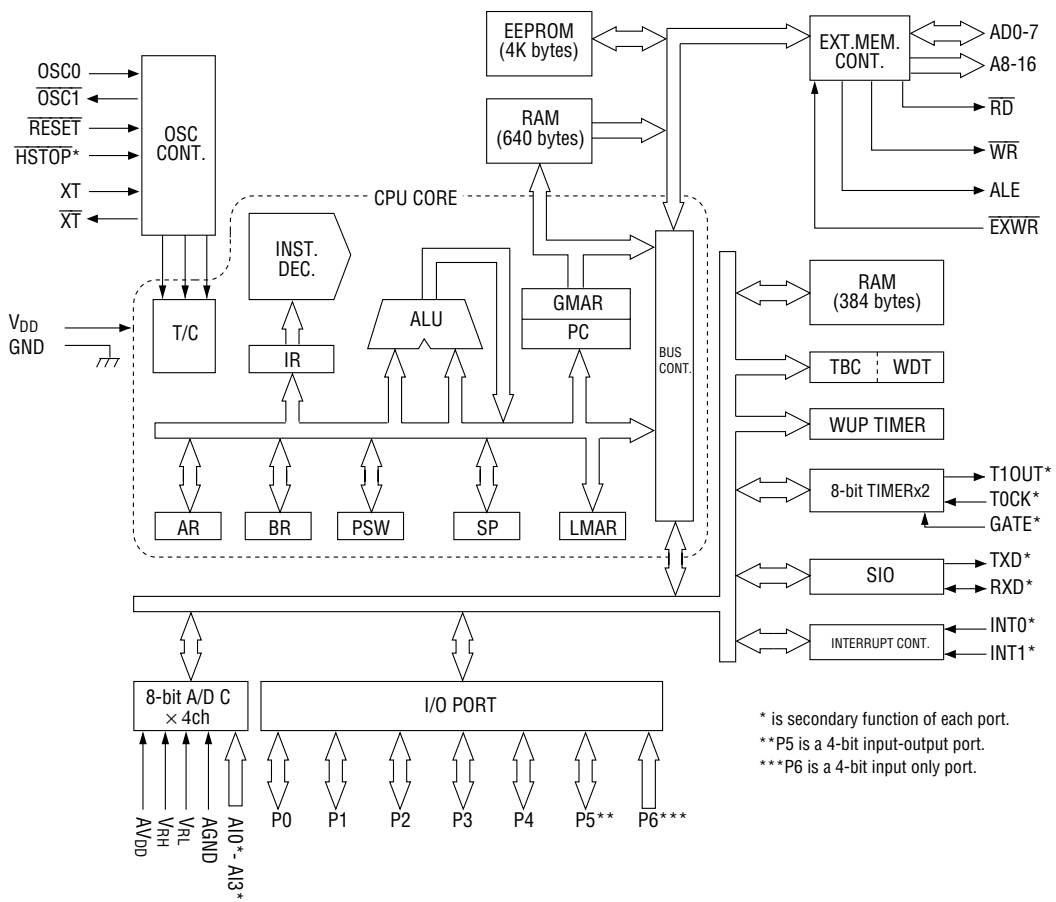 EEPROM
(4K bytes)
EXT.MEM.
CONT.
AD0-7
A8-16
RD
WR
ALE
EXWR
OSC0
OSC1
RESET
HSTOP*
XT
XT
OSC
CONT.
RAM
(640 bytes)
CPU CORE
INST.
DEC.
ALU
GMAR
PC
BUS
CONT.
RAM
(384 bytes)
VDD
GND
T/C
IR
TBC
WDT
WUP TIMER
8-bit TIMERx2
T1OUT*
T0CK*
GATE*
AR
BR
PSW
SP
LMAR
SIO
TXD*
RXD*
INTERRUPT CONT.
INT0*
INT1*
8-bit A/D C
× 4ch
I/O PORT
* is secondary function of each port.
**P5 is a 4-bit input-output port.
***P6 is a 4-bit input only port.
AVDD
VRH
VRL
AGND
AI0*- AI3*
P0
P1
P2
P3
P4
P5**
P6***